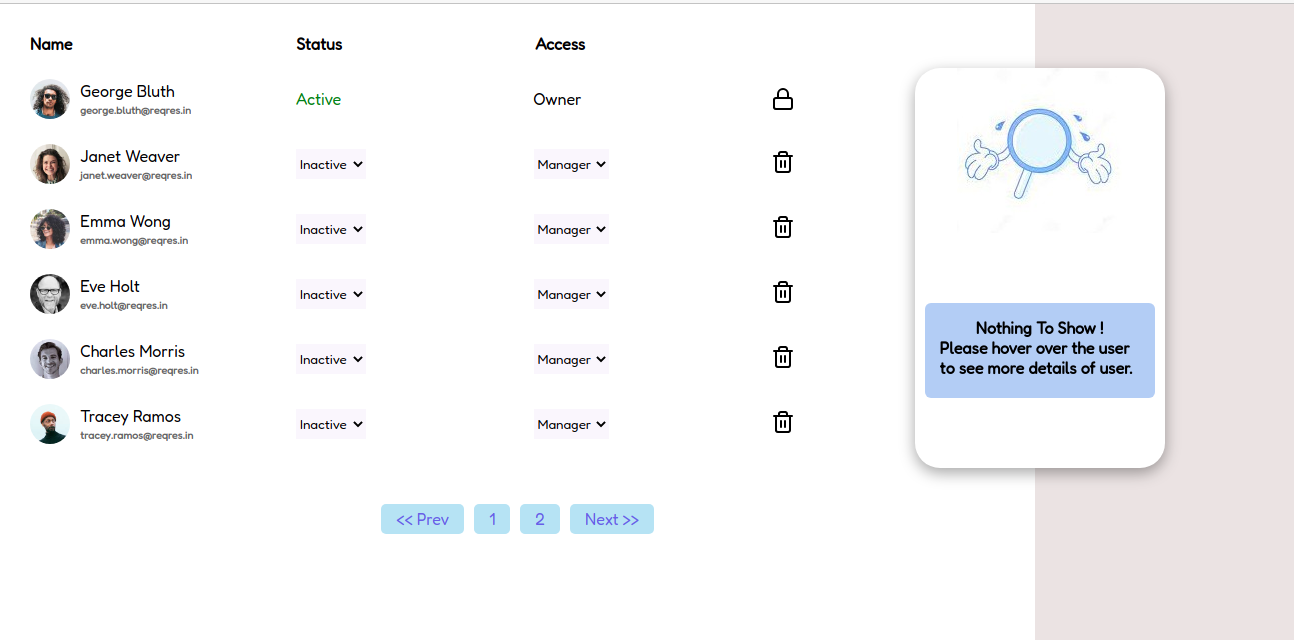 Name Status Access
George Bluth
george.bluth@reqres.in
Active
Owner
Janet Weaver
janet.weaver@reqres.in
Inactive
Manager
Emma Wong
emma.wong@reqres.in
Inactive
Manager
Eve Holt
eve.holt@reqres.in
Inactive
Manager
Charles Morris
charles.morris@reqres.in
Inactive
Manager
Tracey Ramos
tracey.ramos@reqres.in
Inactive
Manager
<< Prev 1 2 Next >>
Nothing To Show !
Please hover over the user
to see more details of user.